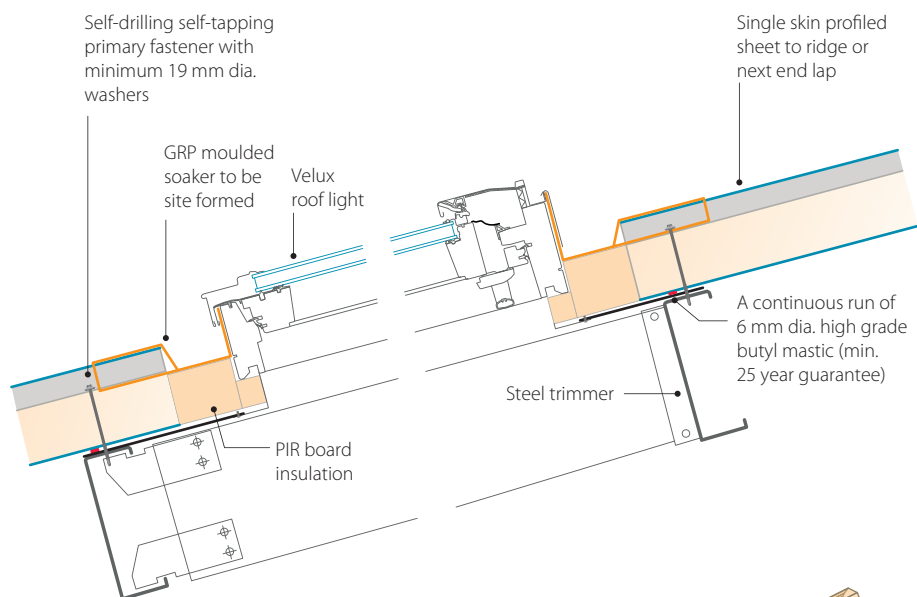 Self-drilling self-tapping
primary fastener with
minimum 19 mm dia.
washers
GRP moulded
soaker to be
site formed
Velux
roof light
Single skin profiled
sheet to ridge or
next end lap
A continuous run of
6 mm dia. high grade
butyl mastic (min.
25 year guarantee)
Steel trimmer
PIR board
insulation